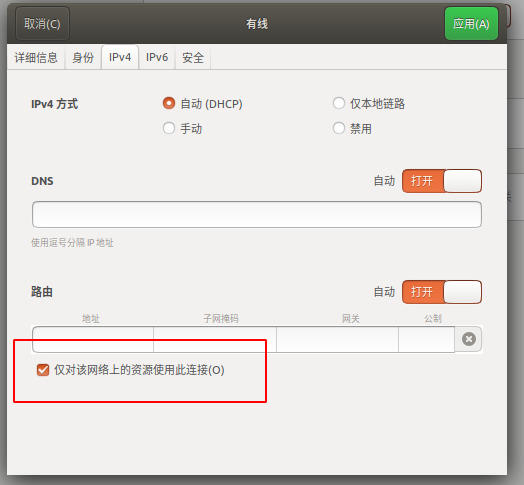 取消(C)
有线
应用(A)
详细信息 身份 IPv4 IPv6 安全
IPv4 方式 自动 (DHCP) 仅本地链路
手动 禁用
DNS 自动 打开
使用逗号分隔 IP 地址
路由 自动 打开
地址 子网掩码 网关 公制
仅对该网络上的资源使用此连接(O)